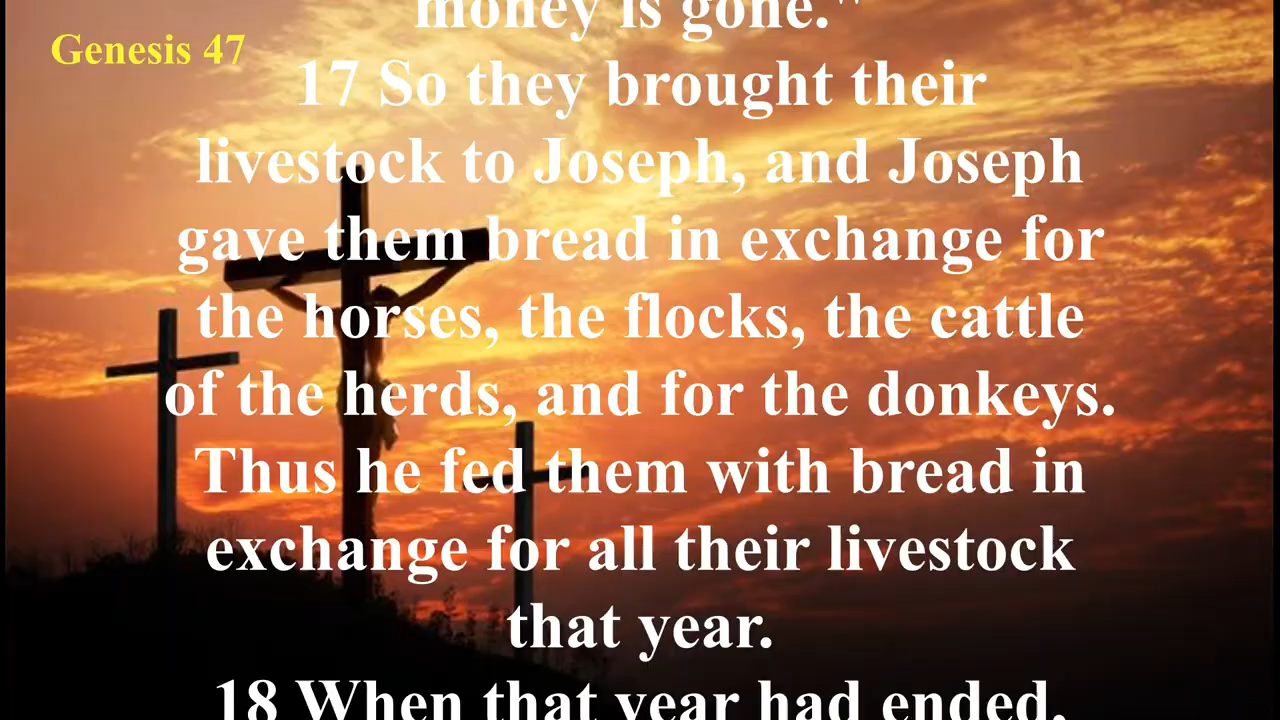 money is gone."
Genesis 47
17 So they brought their
livestock to Joseph, and Joseph
gave them bread in exchange for
the horses, the flocks, the cattle
of the herds, and for the donkeys.
Thus he fed them with bread in
exchange for all their livestock
that year.
18 When that year had ended,